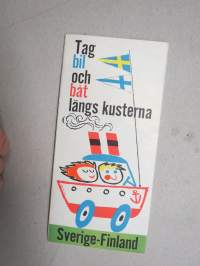 Tag
bil
och
båt
längs kusterna
Sverige-Finland